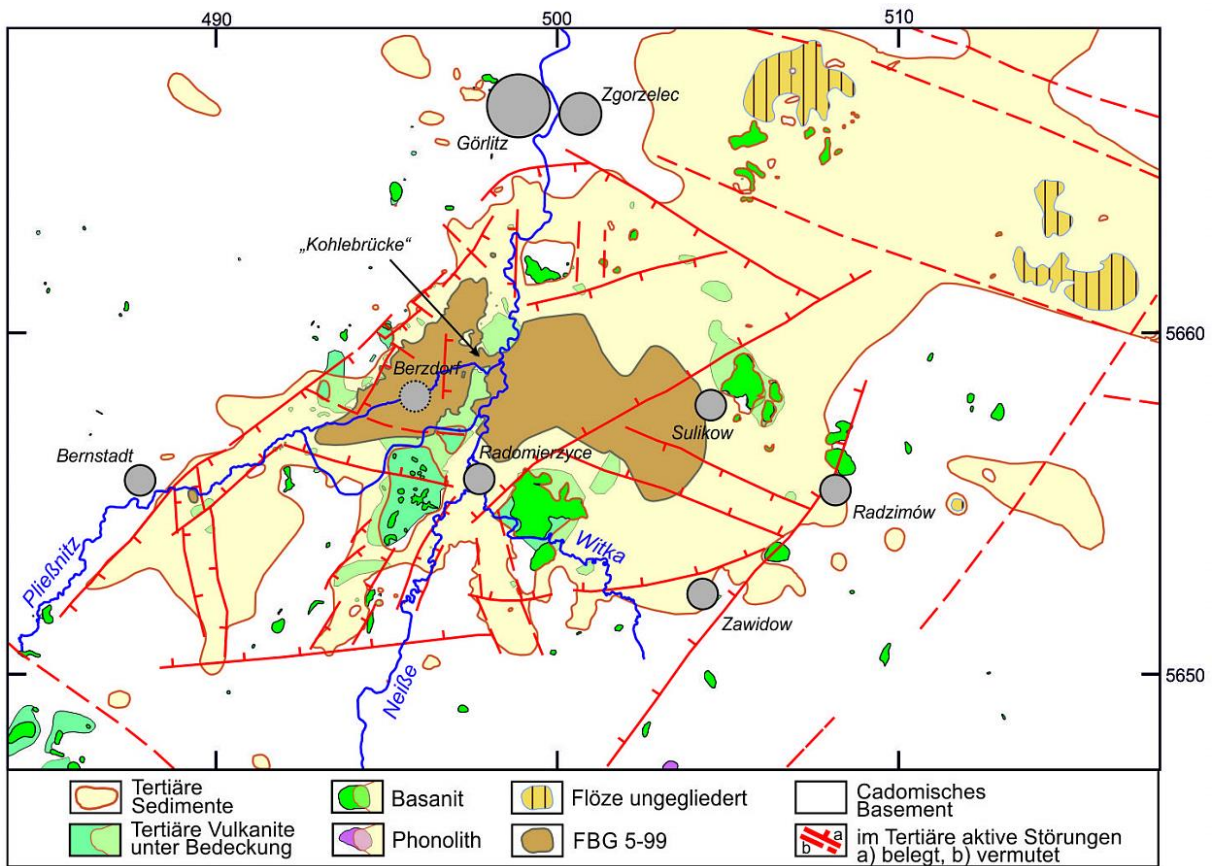 490
500
510
Zgorzelec
Görlitz
„Kohlebrücke“
5660
Berzdorf
Sulikow
Bernstadt
Radomierzyce
Radzimów
Witka
Pließnitz
Zawidow
Neiße
5650
Tertiäre
Sedimente
Basanit
Flöze ungegliedert
Cadomisches
Basement
Tertiäre Vulkanite
unter Bedeckung
Phonolith
FBG 5-99
a
b
im Tertiäre aktive Störungen
a) belegt, b) vermutet